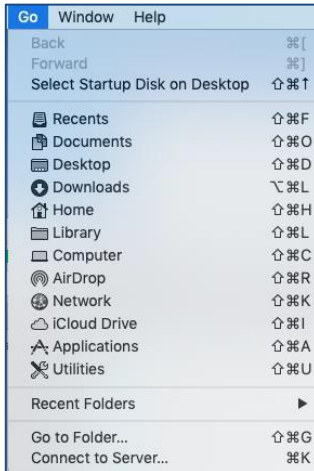 Go Window Help
Back ⌘[
Forward ⌘]
Select Startup Disk on Desktop ⇧⌘↑
Recents ⇧⌘F
Documents ⇧⌘O
Desktop ⇧⌘D
Downloads ⌥⌘L
Home ⇧⌘H
Library ⇧⌘L
Computer ⇧⌘C
AirDrop ⇧⌘R
Network ⇧⌘K
iCloud Drive ⇧⌘I
Applications ⇧⌘A
Utilities ⇧⌘U
Recent Folders ▶
Go to Folder... ⇧⌘G
Connect to Server... ⌘K